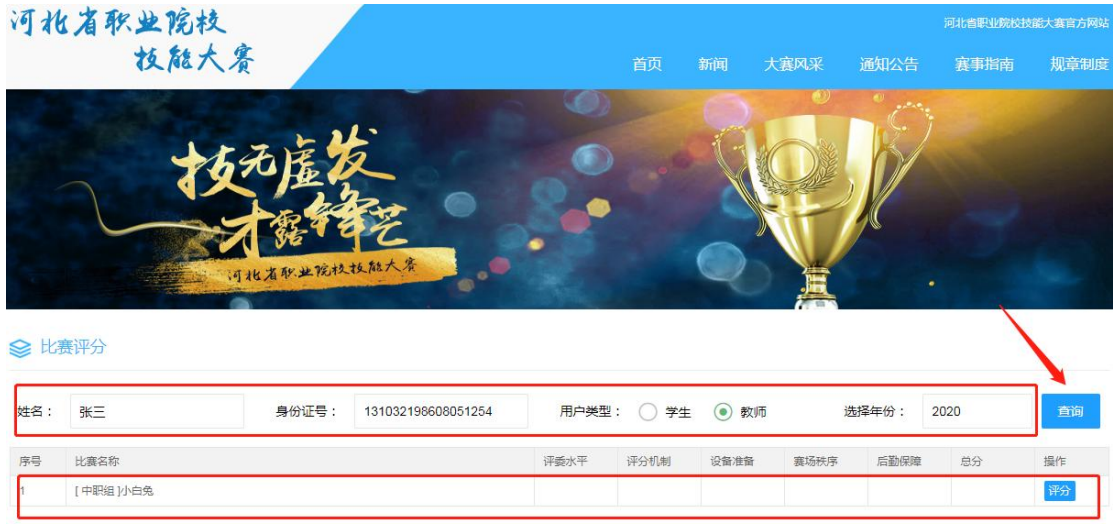 河北省职业院校
技能大赛
河北省职业院校技能大赛官方网站
首页 新闻 大赛风采 通知公告 赛事指南 规章制度
技无虚发
才露锋芒
河北省职业院校技能大赛
比赛评分
姓名： 张三 身份证号： 131032198608051254 用户类型： 学生 教师 选择年份： 2020 查询
序号 比赛名称 评委水平 评分机制 设备准备 赛场秩序 后勤保障 总分 操作
1 [ 中职组 ]小白兔 评分